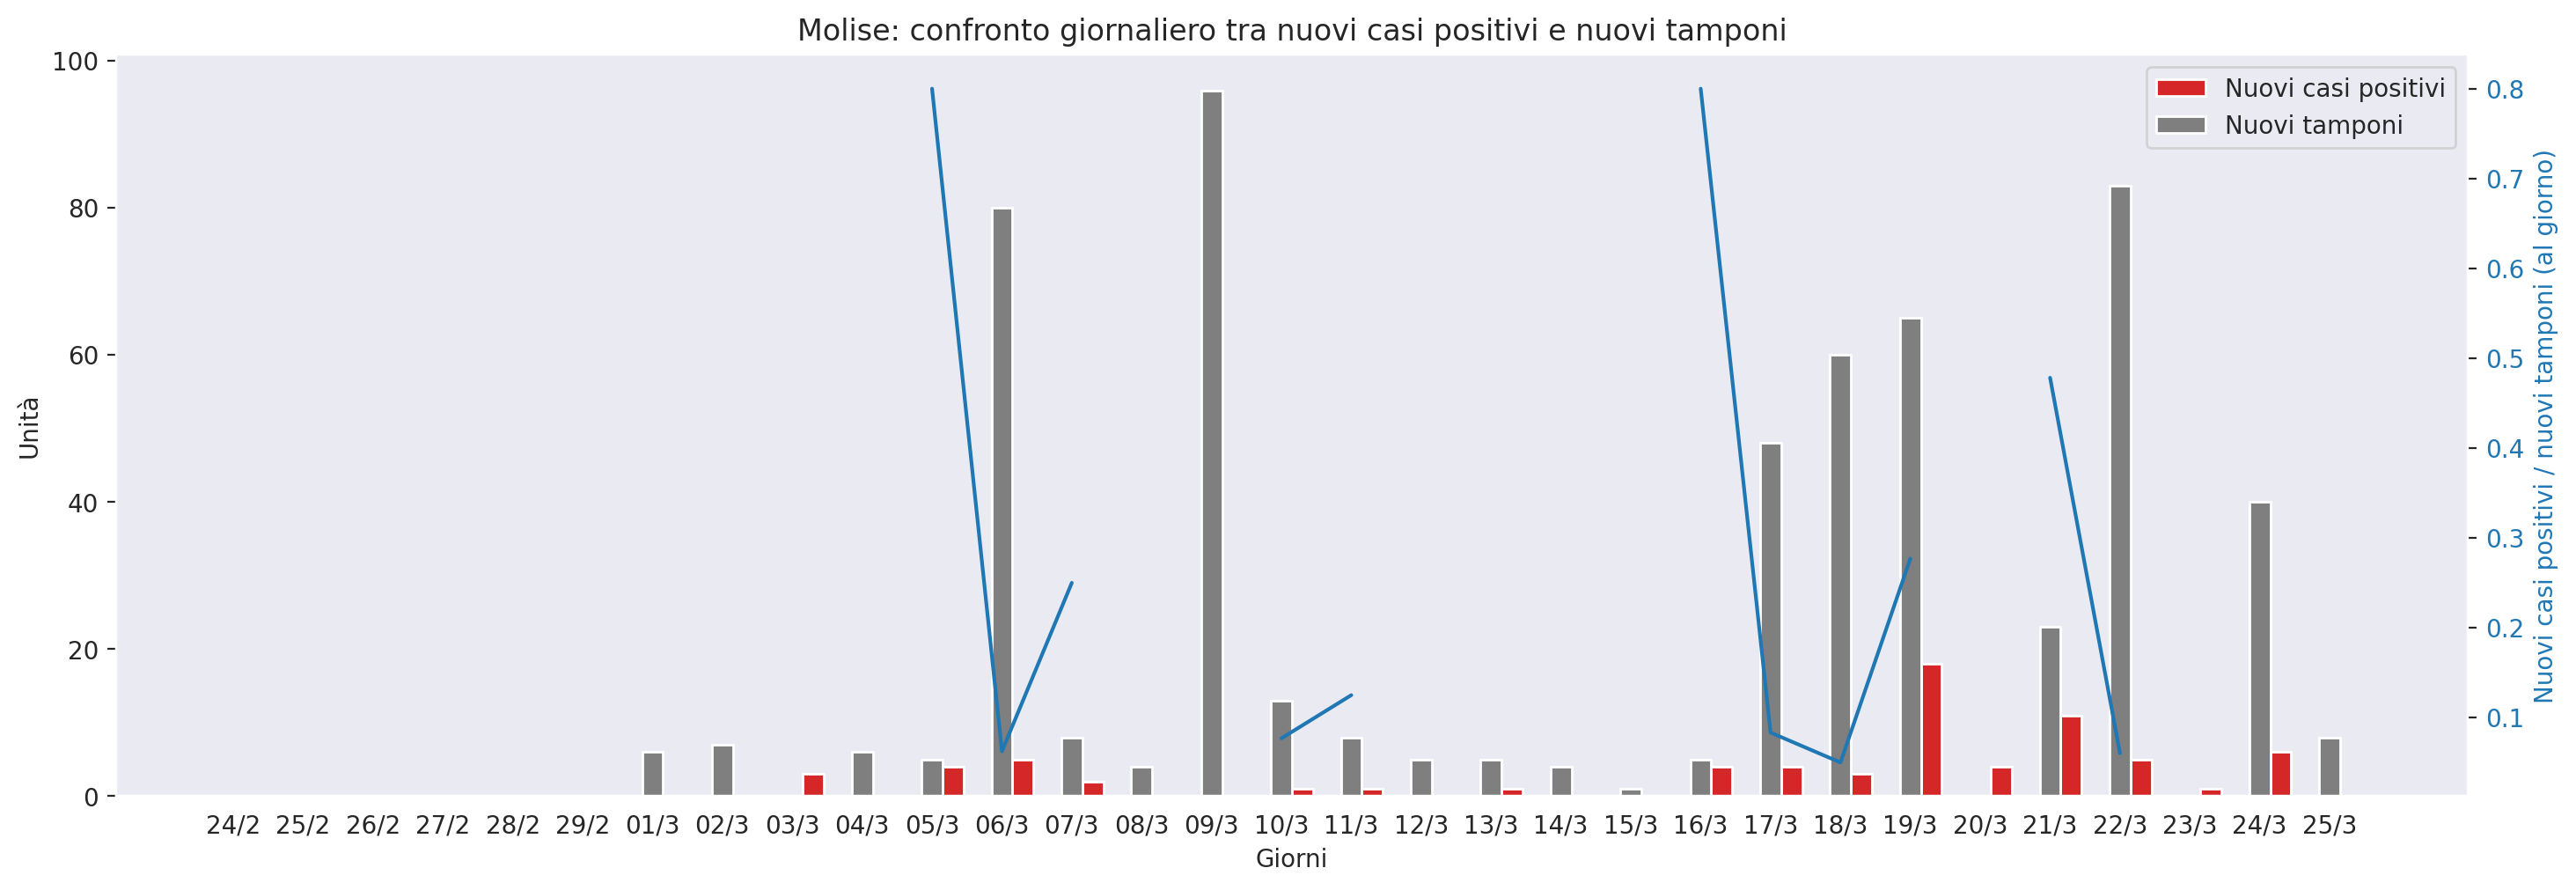 Molise: confronto giornaliero tra nuovi casi positivi e nuovi tamponi
Nuovi casi positivi
Nuovi tamponi
100
80
60
40
20
0
Unità
0.8
0.7
0.6
0.5
0.4
0.3
0.2
0.1
Nuovi casi positivi / nuovi tamponi (al giorno)
24/2 25/2 26/2 27/2 28/2 29/2 01/3 02/3 03/3 04/3 05/3 06/3 07/3 08/3 09/3 10/3 11/3 12/3 13/3 14/3 15/3 16/3 17/3 18/3 19/3 20/3 21/3 22/3 23/3 24/3 25/3
Giorni